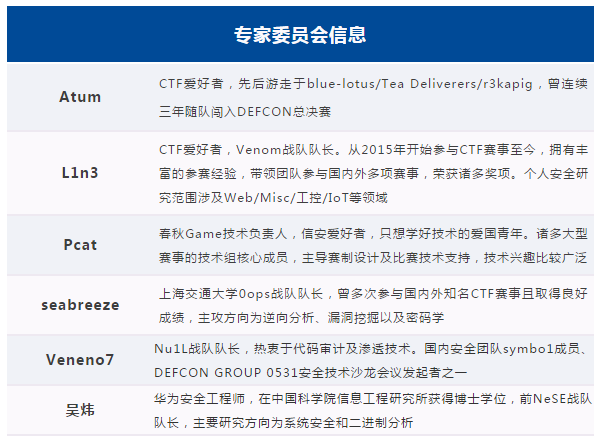 专家委员会信息
Atum
CTF爱好者，先后游走于blue-lotus/Tea Deliverers/r3kapig，曾连续
三年随队闯入DEFCON总决赛
L1n3
CTF爱好者，Venom战队队长。从2015年开始参与CTF赛事至今，拥有丰
富的参赛经验，带领团队参与国内外多项赛事，荣获诸多奖项。个人安全研
究范围涉及Web/Misc/工控/IoT等领域
Pcat
春秋Game技术负责人，信安爱好者，只想学好技术的爱国青年。诸多大型
赛事的技术组核心成员，主导赛制设计及比赛技术支持，技术兴趣比较广泛
seabreeze
上海交通大学0ops战队队长，曾多次参与国内外知名CTF赛事且取得良好
成绩，主攻方向为逆向分析、漏洞挖掘以及密码学
Veneno7
Nu1L战队队长，热衷于代码审计及渗透技术。国内安全团队symbo1成员、
DEFCON GROUP 0531安全技术沙龙会议发起者之一
吴炜
华为安全工程师，在中国科学院信息工程研究所获得博士学位，前NeSE战队
队长，主要研究方向为系统安全和二进制分析